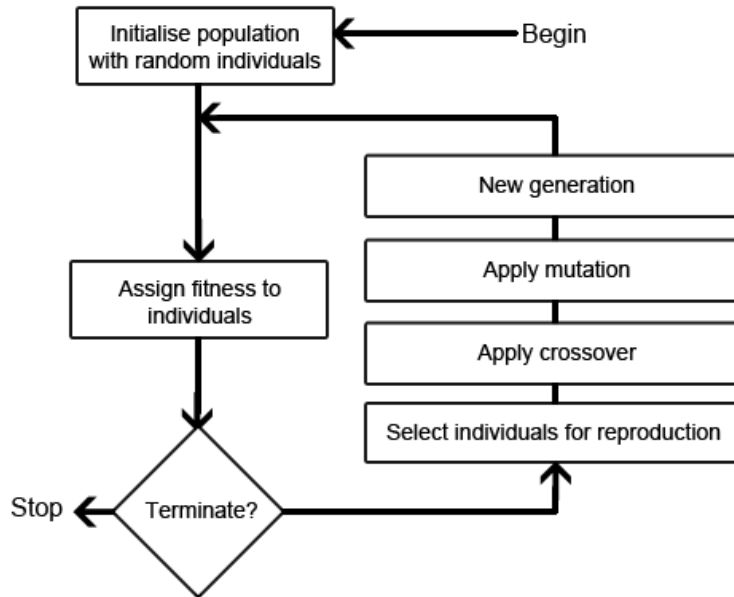 Begin
Initialise population
with random individuals
Assign fitness to
individuals
Terminate?
Stop
Select individuals for reproduction
Apply crossover
Apply mutation
New generation